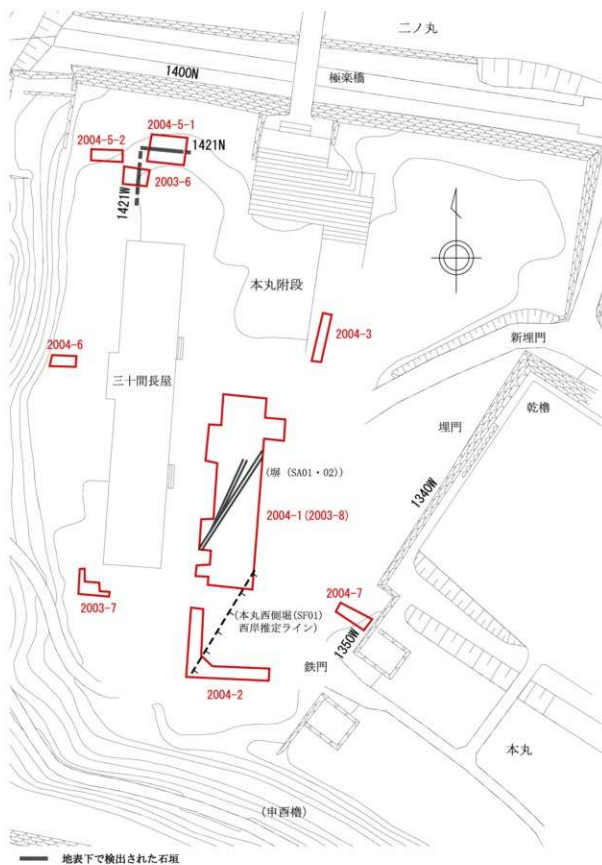 二ノ丸
1400N
極楽橋
2004-5-1
2004-5-2
1421N
2003-6
1421W
本丸附段
2004-3
新埋門
2004-6
三十間長屋
乾櫓
埋門
(塀（SA01・02))
1340W
2004-1(2003-8)
2003-7
2004-7
(本丸西側堀(SF01)
西岸推定ライン)
1350W
鉄門
2004-2
本丸
(申酉櫓)
地表下で検出された石垣